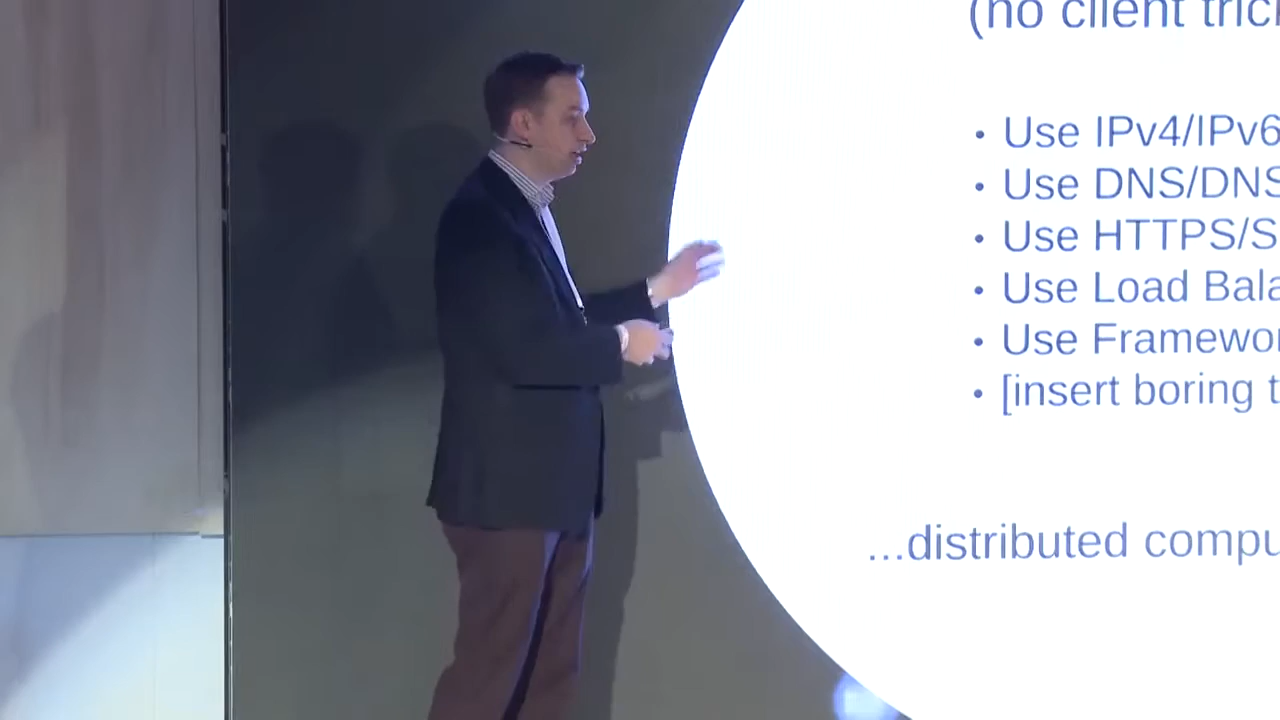 (no client tric
• Use IPv4/IPv6
• Use DNS/DNS
• Use HTTPS/S
• Use Load Bala
• Use Framewor
• [insert boring t
...distributed compu